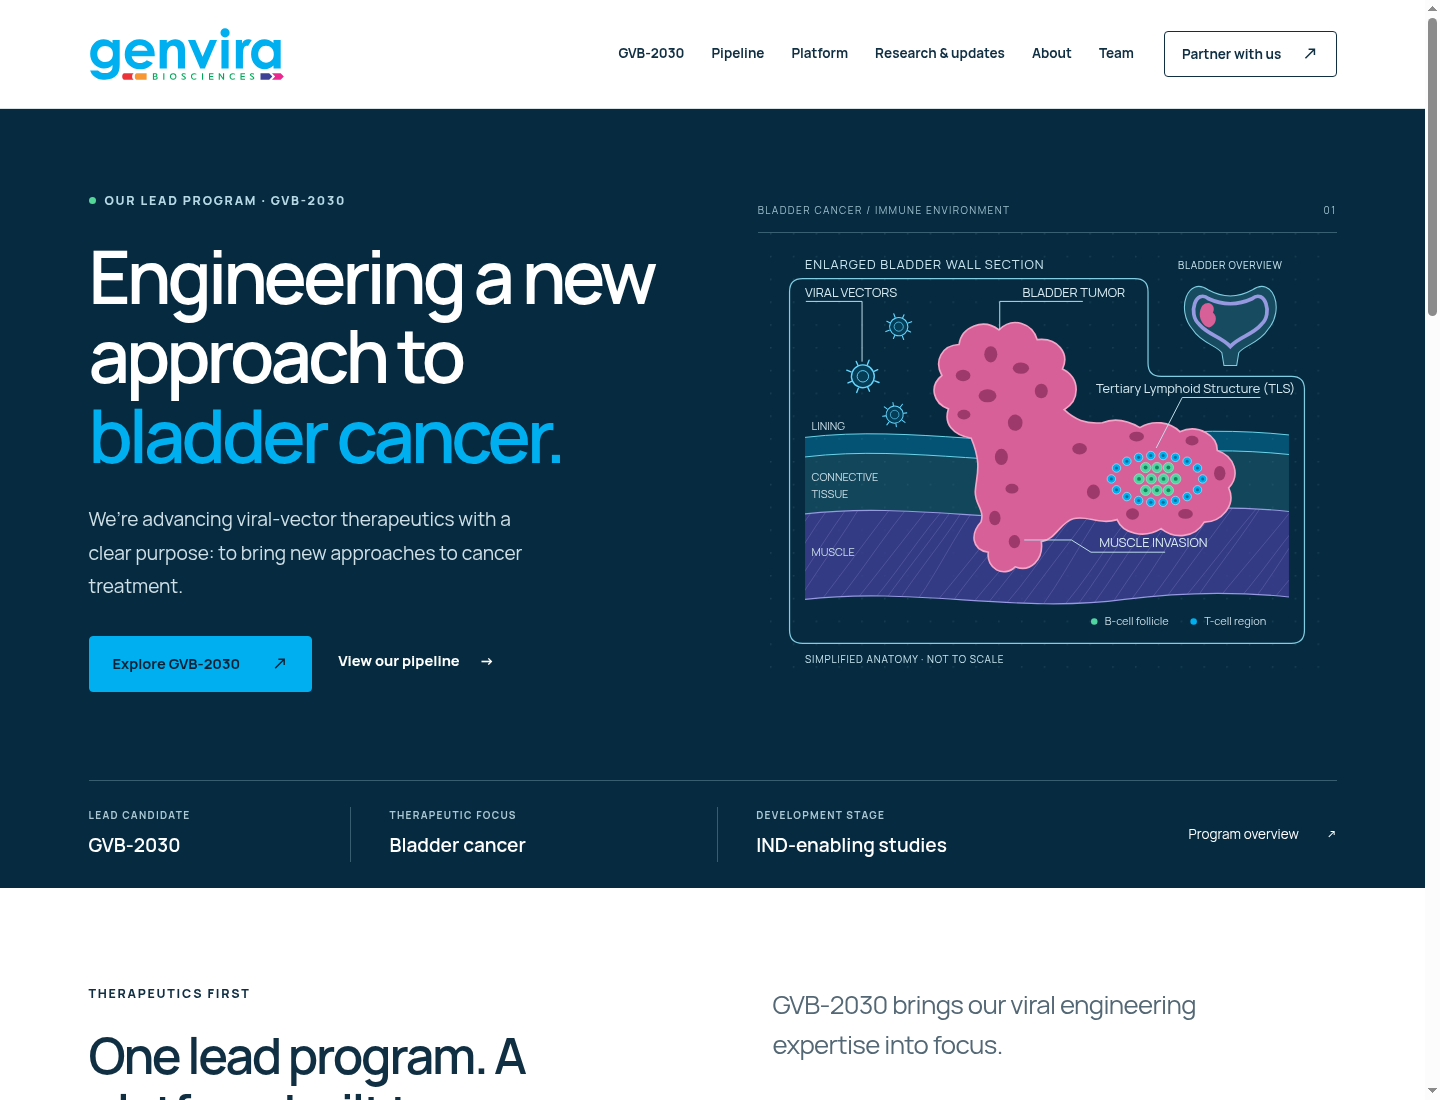 genvira
BIOSCIENCES
GVB-2030
Pipeline
Platform
Research & updates
About
Team
Partner with us
OUR LEAD PROGRAM · GVB-2030
Engineering a new
approach to
bladder cancer.
We're advancing viral-vector therapeutics with a
clear purpose: to bring new approaches to cancer
treatment.
Explore GVB-2030
View our pipeline
BLADDER CANCER / IMMUNE ENVIRONMENT
01
ENLARGED BLADDER WALL SECTION
BLADDER OVERVIEW
VIRAL VECTORS
BLADDER TUMOR
Tertiary Lymphoid Structure (TLS)
LINING
CONNECTIVE
TISSUE
MUSCLE
MUSCLE INVASION
B-cell follicle
T-cell region
SIMPLIFIED ANATOMY · NOT TO SCALE
LEAD CANDIDATE
GVB-2030
THERAPEUTIC FOCUS
Bladder cancer
DEVELOPMENT STAGE
IND-enabling studies
Program overview
THERAPEUTICS FIRST
One lead program. A
GVB-2030 brings our viral engineering
expertise into focus.